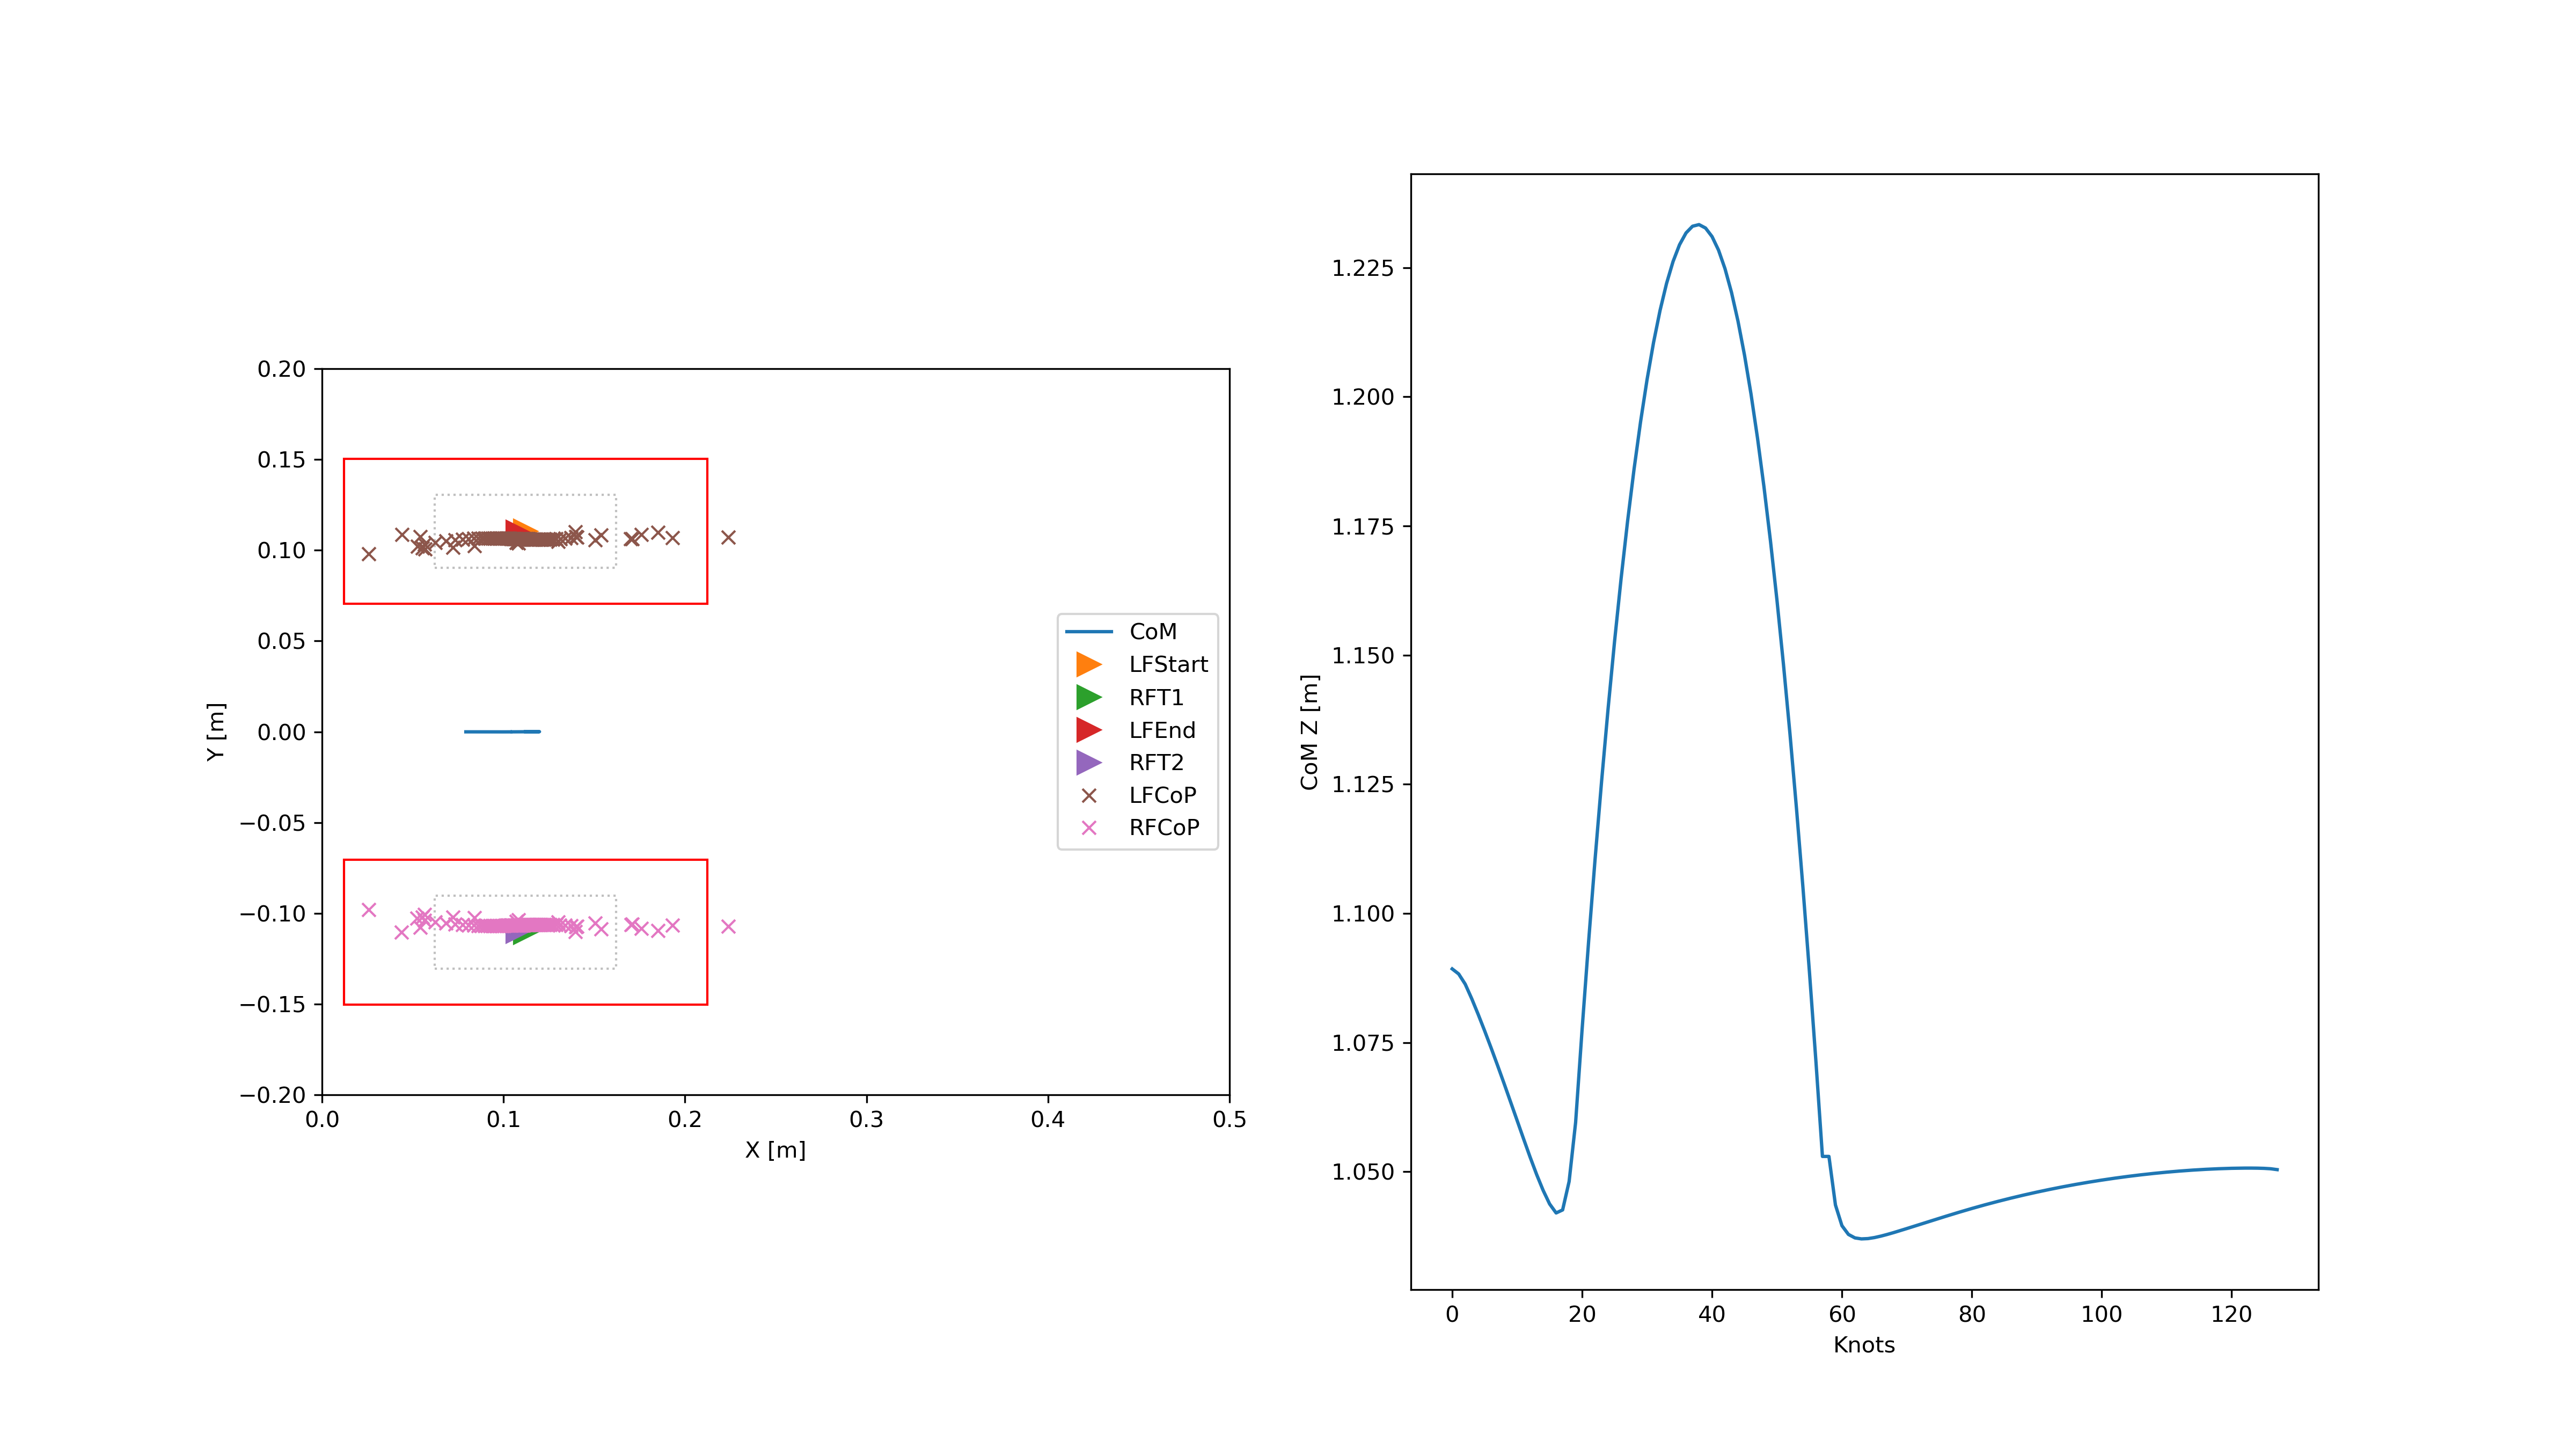 0.20
0.15
0.10
0.05
0.00
−0.05
−0.10
−0.15
−0.20
Y [m]
0.0 0.1 0.2 0.3 0.4 0.5
X [m]
CoM
LFStart
RFT1
LFEnd
RFT2
LFCoP
RFCoP
1.225
1.200
1.175
1.150
1.125
1.100
1.075
1.050
CoM Z [m]
0 20 40 60 80 100 120
Knots